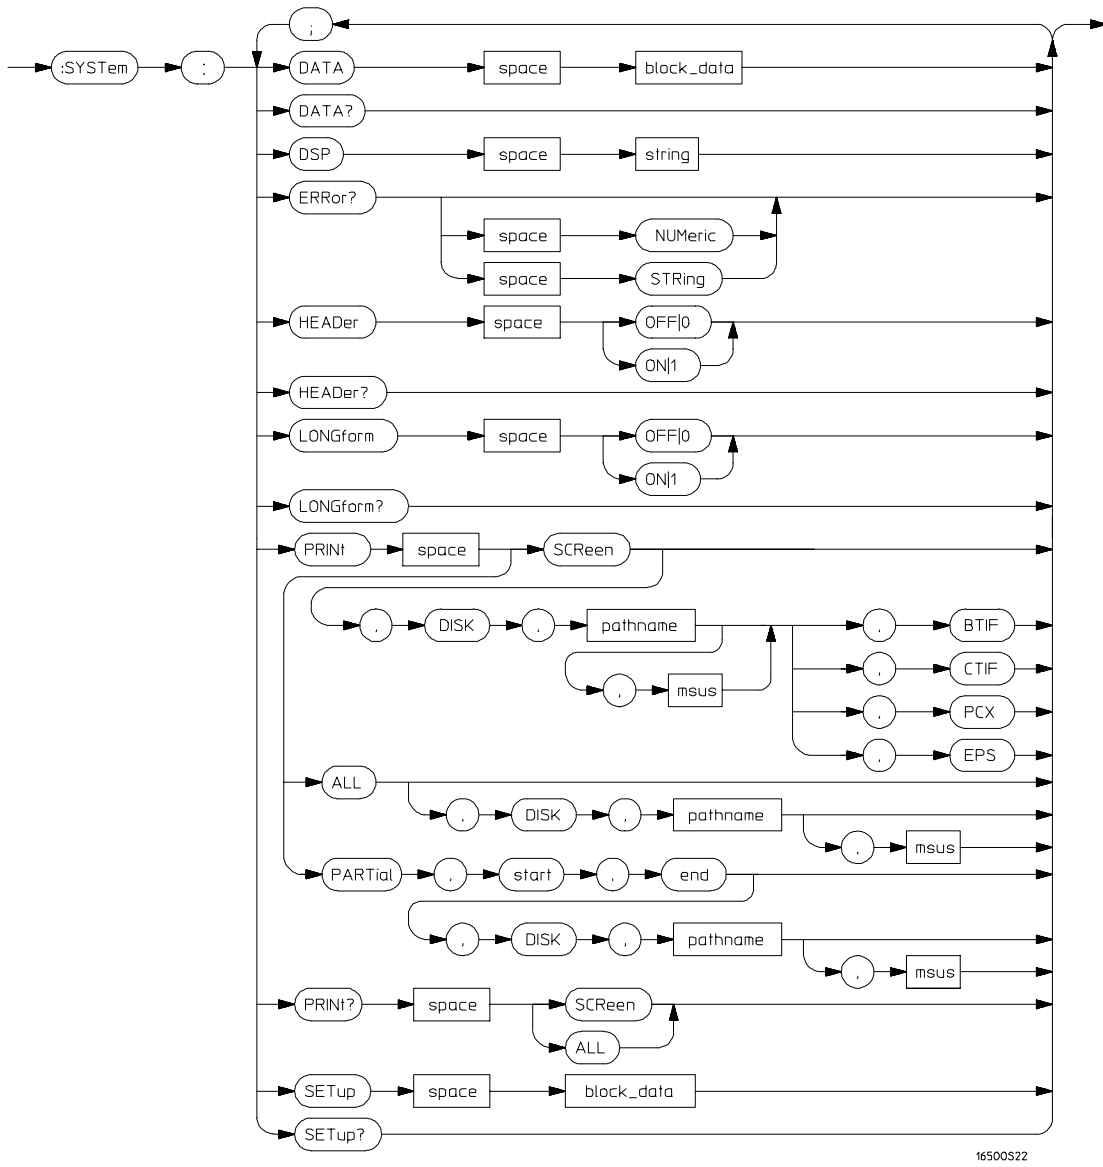 ;
:SYSTem : DATA space block_data
DATA?
DSP space string
ERRor?
space NUMeric
space STRing
HEADer space OFF|0
ON|1
HEADer?
LONGform space OFF|0
ON|1
LONGform?
PRINt space SCReen
, DISK , pathname , BTIF
, msus , CTIF
, PCX
, EPS
ALL
, DISK , pathname
, msus
PARTial , start , end
, DISK , pathname
, msus
PRINt? space SCReen
ALL
SETup space block_data
SETup?
16500S22